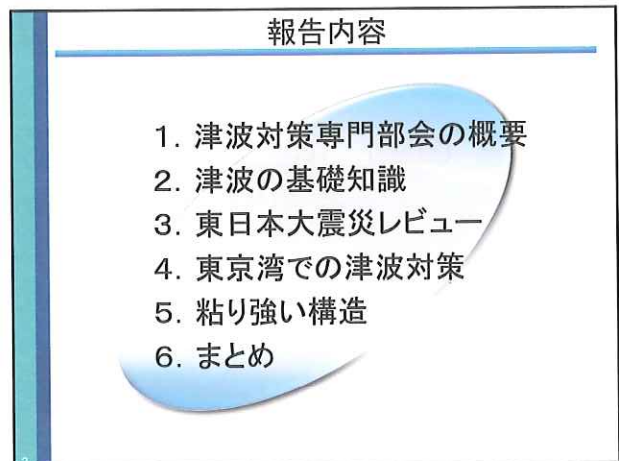 報告内容
1. 津波対策専門部会の概要
2. 津波の基礎知識
3. 東日本大震災レビュー
4. 東京湾での津波対策
5. 粘り強い構造
6. まとめ
2